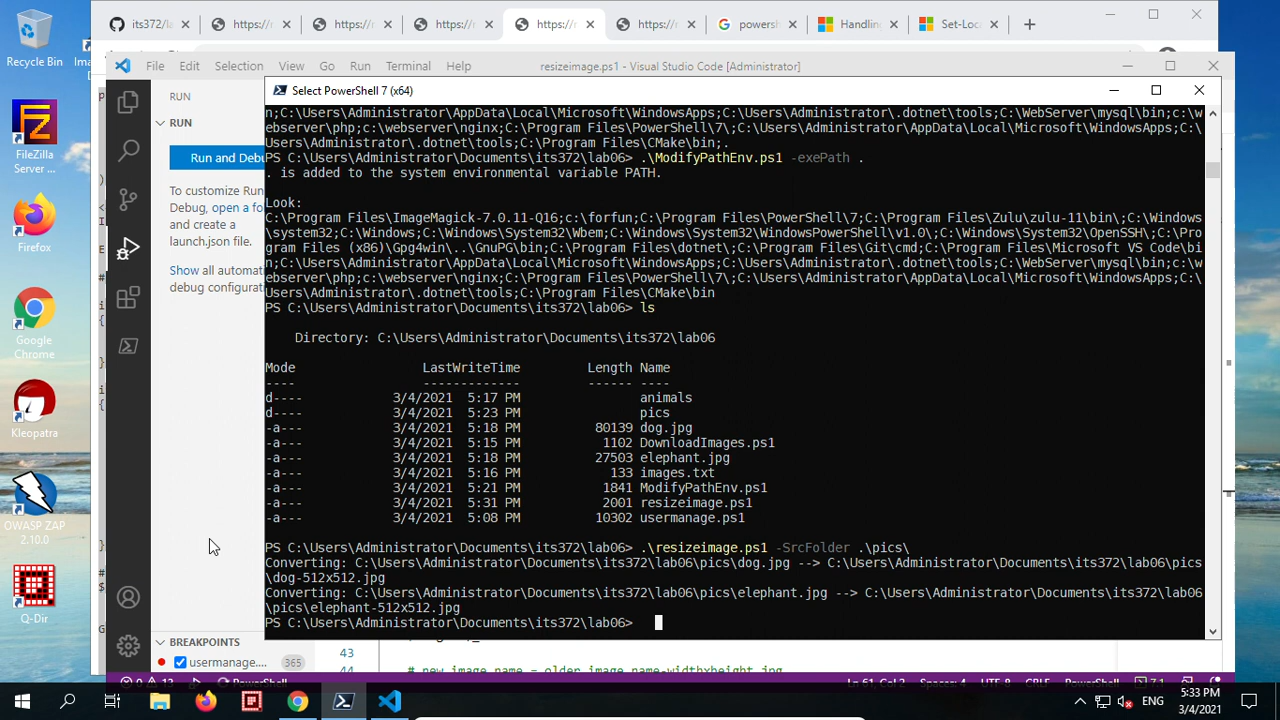 its372/la
https://r
https://r
https://r
https://r
https://r
powersh
Handlin
Set-Loc
Recycle Bin
File Edit Selection View Go Run Terminal Help
resizeimage.ps1 - Visual Studio Code [Administrator]
RUN
RUN
Run and Debu
To customize Run
Debug, open a fo
and create a
launch.json file.
Show all automati
debug configurat
BREAKPOINTS
usermanage.... 365
Select PowerShell 7 (x64)
n;C:\Users\Administrator\AppData\Local\Microsoft\WindowsApps;C:\Users\Administrator\.dotnet\tools;C:\WebServer\mysql\bin;c:\w
ebserver\php;c:\webserver\nginx;C:\Program Files\PowerShell\7\;C:\Users\Administrator\AppData\Local\Microsoft\WindowsApps;C:\
Users\Administrator\.dotnet\tools;C:\Program Files\CMake\bin;.
PS C:\Users\Administrator\Documents\its372\lab06> .\ModifyPathEnv.ps1 -exePath .
. is added to the system environmental variable PATH.
Look:
C:\Program Files\ImageMagick-7.0.11-Q16;c:\forfun;C:\Program Files\PowerShell\7;C:\Program Files\Zulu\zulu-11\bin\;C:\Windows
\system32;C:\Windows;C:\Windows\System32\Wbem;C:\Windows\System32\WindowsPowerShell\v1.0\;C:\Windows\System32\OpenSSH\;C:\Pro
gram Files (x86)\Gpg4win\..\GnuPG\bin;C:\Program Files\dotnet\;C:\Program Files\Git\cmd;C:\Program Files\Microsoft VS Code\bi
n;C:\Users\Administrator\AppData\Local\Microsoft\WindowsApps;C:\Users\Administrator\.dotnet\tools;C:\WebServer\mysql\bin;c:\w
ebserver\php;c:\webserver\nginx;C:\Program Files\PowerShell\7\;C:\Users\Administrator\AppData\Local\Microsoft\WindowsApps;C:\
Users\Administrator\.dotnet\tools;C:\Program Files\CMake\bin
PS C:\Users\Administrator\Documents\its372\lab06> ls
Directory: C:\Users\Administrator\Documents\its372\lab06
Mode LastWriteTime Length Name
---- ------------- ------ ----
d---- 3/4/2021 5:17 PM animals
d---- 3/4/2021 5:23 PM pics
-a--- 3/4/2021 5:18 PM 80139 dog.jpg
-a--- 3/4/2021 5:15 PM 1102 DownloadImages.ps1
-a--- 3/4/2021 5:18 PM 27503 elephant.jpg
-a--- 3/4/2021 5:16 PM 133 images.txt
-a--- 3/4/2021 5:21 PM 1841 ModifyPathEnv.ps1
-a--- 3/4/2021 5:31 PM 2001 resizeimage.ps1
-a--- 3/4/2021 5:08 PM 10302 usermanage.ps1
PS C:\Users\Administrator\Documents\its372\lab06> .\resizeimage.ps1 -SrcFolder .\pics\
Converting: C:\Users\Administrator\Documents\its372\lab06\pics\dog.jpg --> C:\Users\Administrator\Documents\its372\lab06\pics
\dog-512x512.jpg
Converting: C:\Users\Administrator\Documents\its372\lab06\pics\elephant.jpg --> C:\Users\Administrator\Documents\its372\lab06
\pics\elephant-512x512.jpg
PS C:\Users\Administrator\Documents\its372\lab06>
43
44 # new image name = older image name-widthxheight.jpg
0 13 PowerShell
Ln 61, Col 2 Spaces: 4 UTF-8 CRLF PowerShell 7.1
FileZilla
Server ...
Firefox
Google
Chrome
Kleopatra
OWASP ZAP
2.10.0
Q-Dir
ENG
5:33 PM
3/4/2021